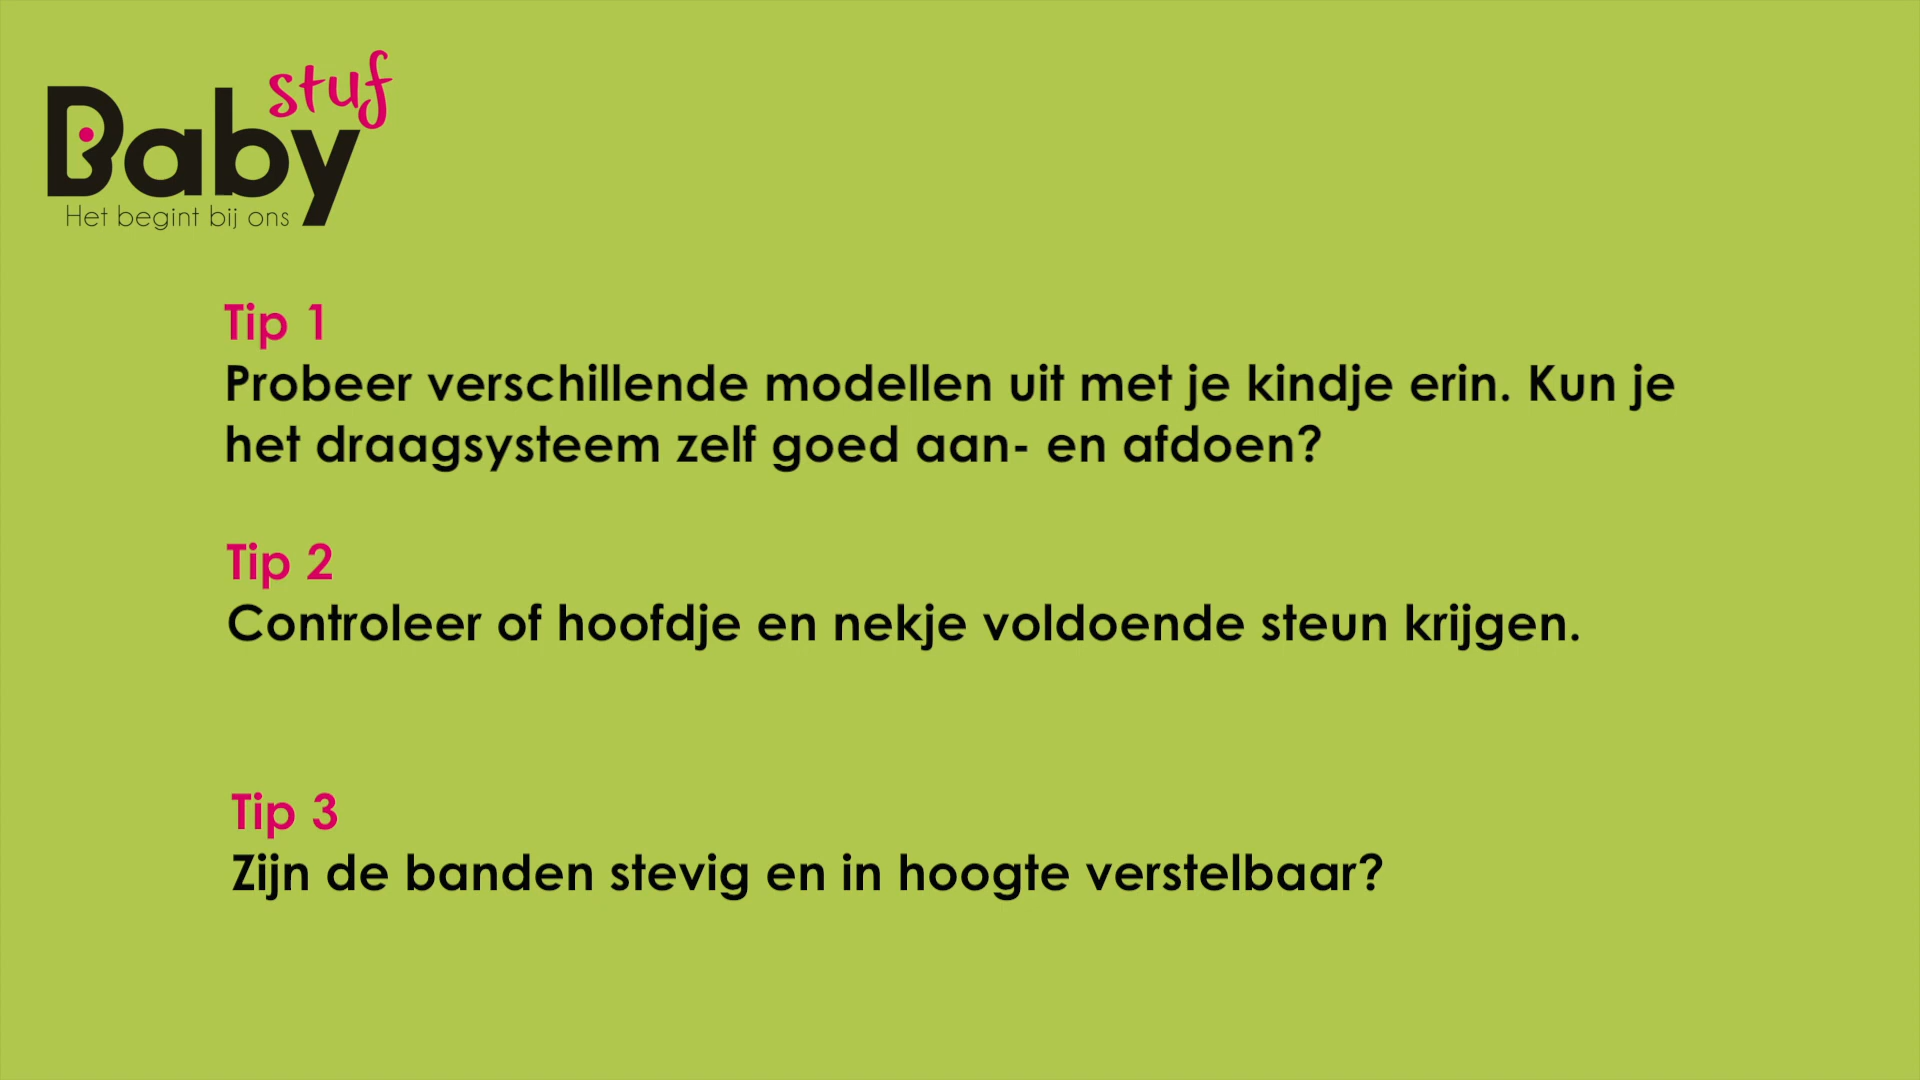 Baby stuf
Het begint bij ons
Tip 1
Probeer verschillende modellen uit met je kindje erin. Kun je
het draagsysteem zelf goed aan- en afdoen?
Tip 2
Controleer of hoofdje en nekje voldoende steun krijgen.
Tip 3
Zijn de banden stevig en in hoogte verstelbaar?